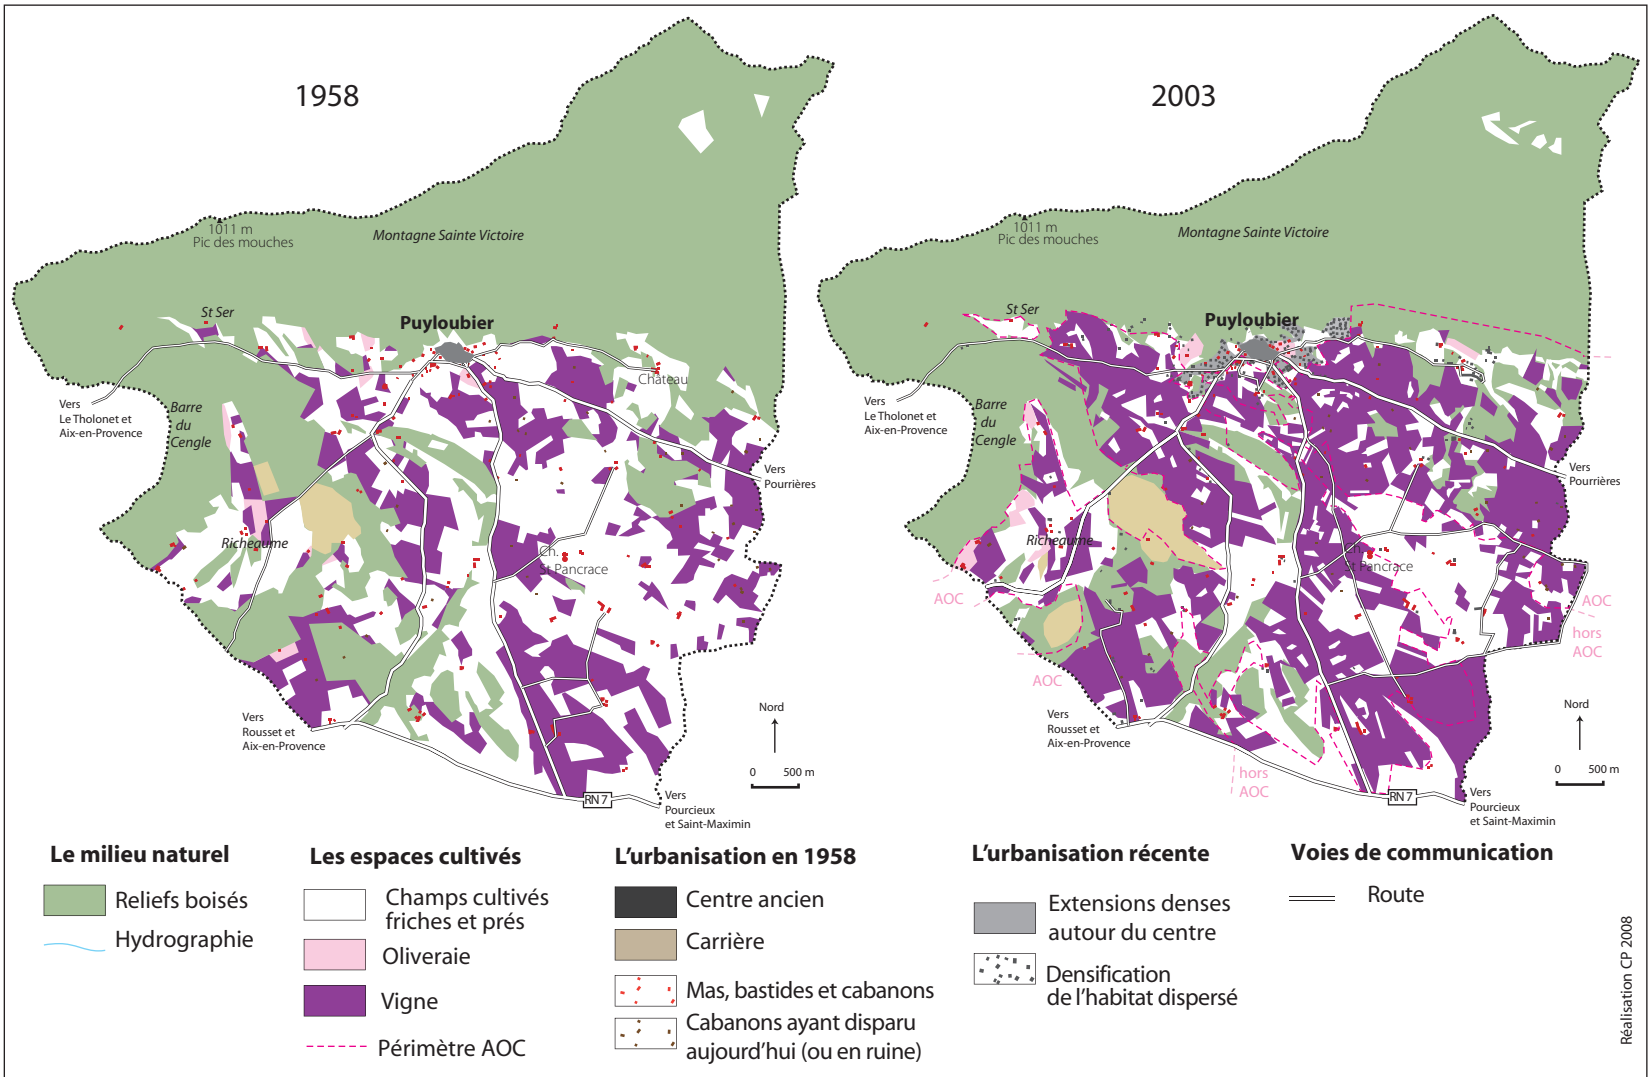 1958
1011 m
Pic des mouches
Montagne Sainte Victoire
St Ser
Puyloubier
Château
Vers
Le Tholonet et
Aix-en-Provence
Barre
du
Cengle
Vers
Pourrières
Richeaume
Ch.
St Pancrace
Vers
Rousset et
Aix-en-Provence
Nord
0 500 m
RN 7
Vers
Pourcieux
et Saint-Maximin
2003
1011 m
Pic des mouches
Montagne Sainte Victoire
St Ser
Puyloubier
Vers
Le Tholonet et
Aix-en-Provence
Barre
du
Cengle
Vers
Pourrières
Richeaume
Ch.
St Pancrace
AOC
AOC
hors
AOC
AOC
Vers
Rousset et
Aix-en-Provence
hors
AOC
Nord
0 500 m
RN 7
Vers
Pourcieux
et Saint-Maximin
Le milieu naturel
Reliefs boisés
Hydrographie
Les espaces cultivés
Champs cultivés
friches et prés
Oliveraie
Vigne
Périmètre AOC
L'urbanisation en 1958
Centre ancien
Carrière
Mas, bastides et cabanons
Cabanons ayant disparu
aujourd'hui (ou en ruine)
L'urbanisation récente
Extensions denses
autour du centre
Densification
de l'habitat dispersé
Voies de communication
Route
Réalisation CP 2008